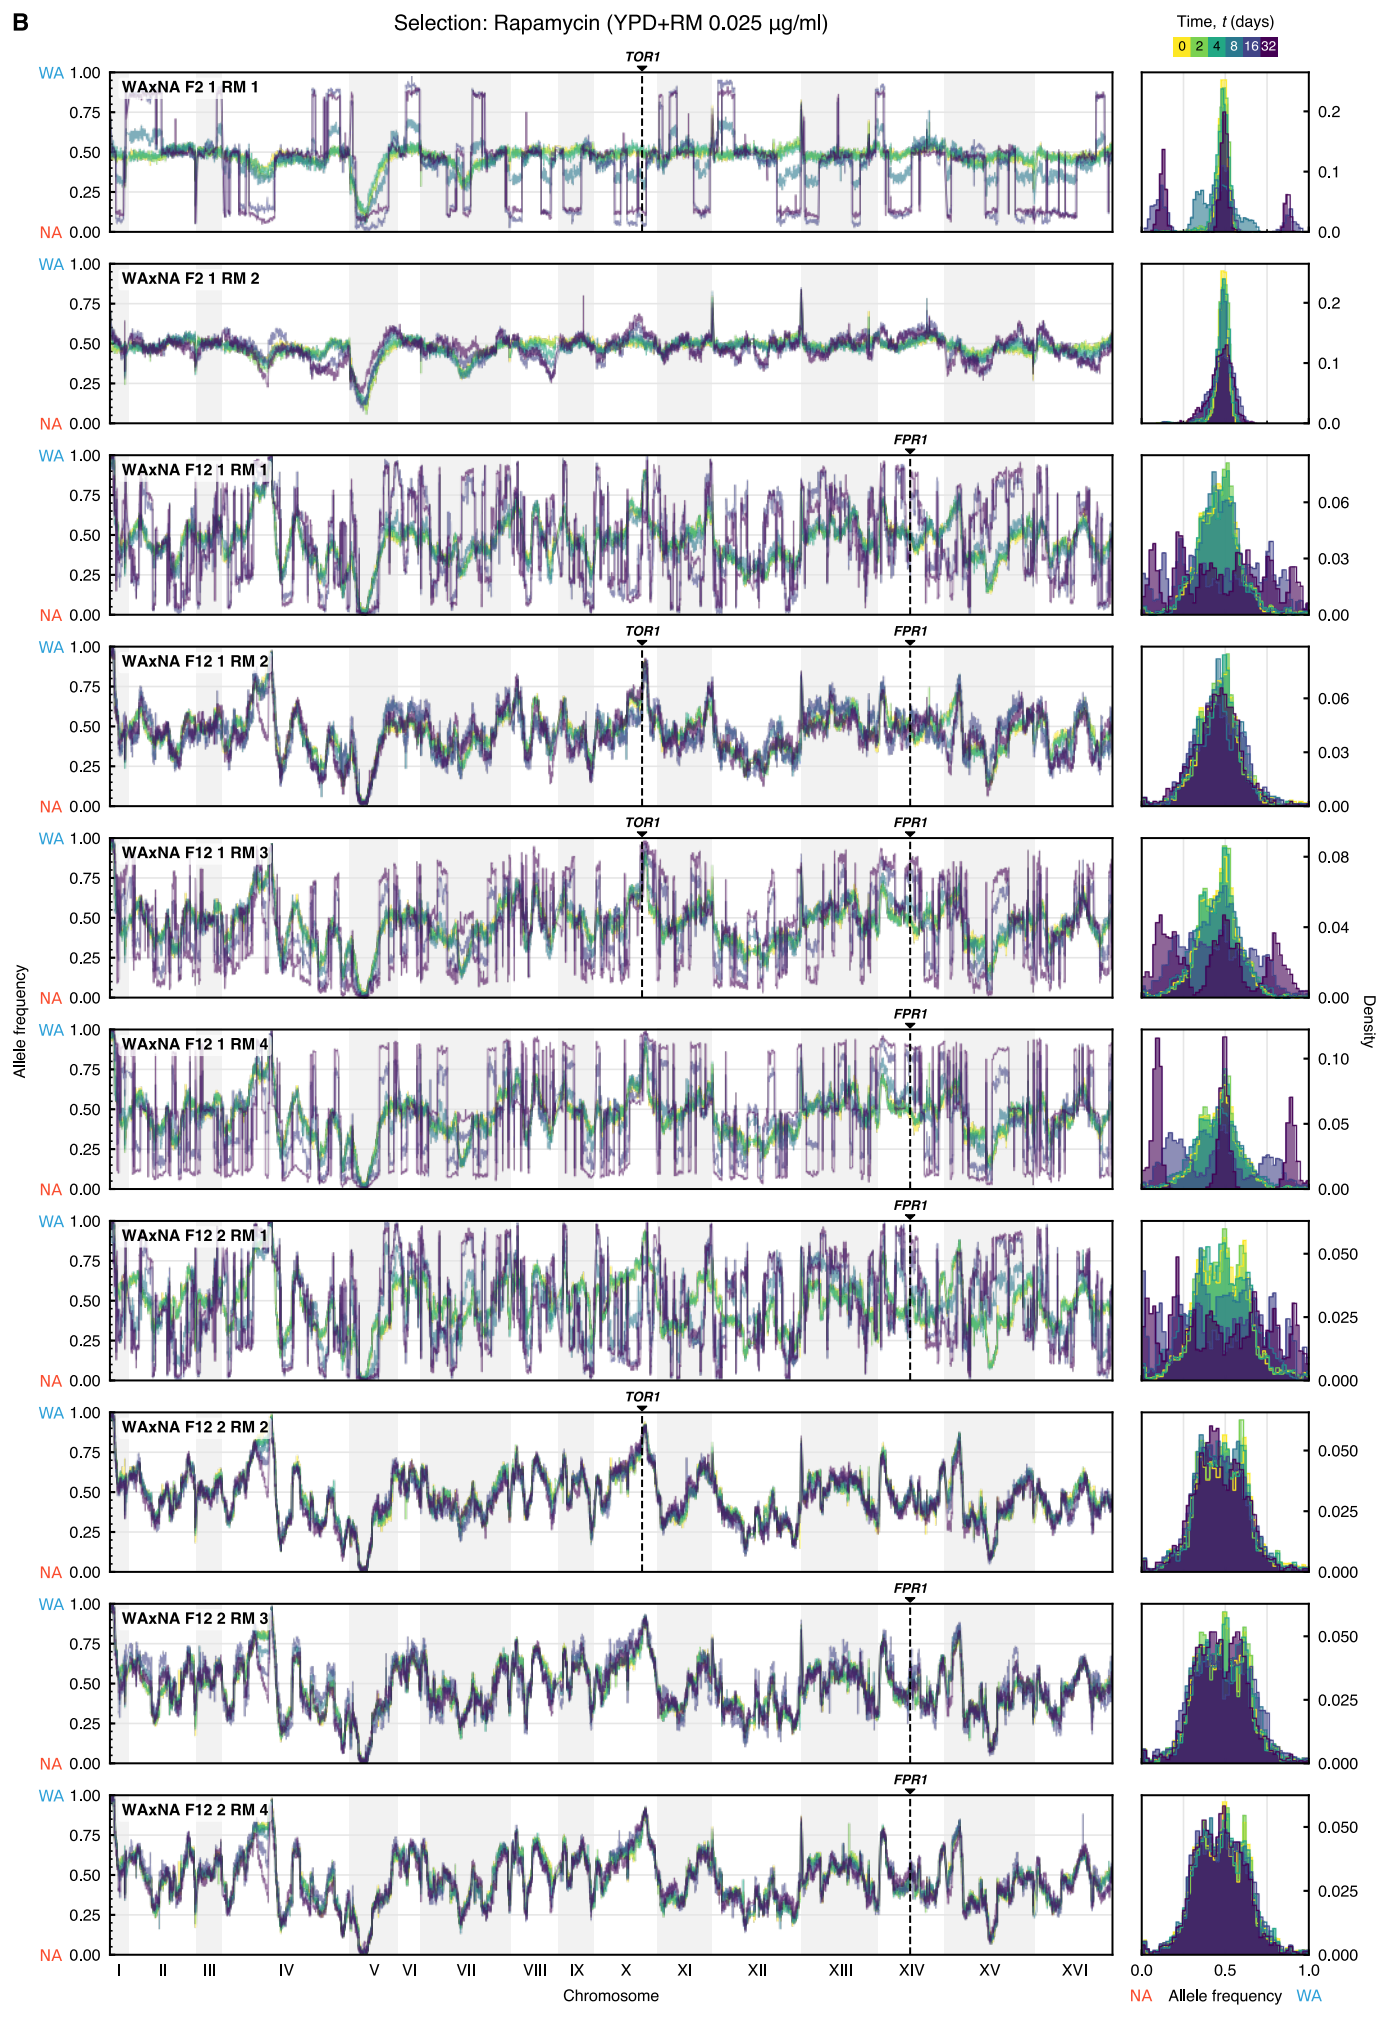 B
Selection: Rapamycin (YPD+RM 0.025 µg/ml)
Time, t (days)
0 2 4 8 16 32
TOR1
WA 1.00
WAxNA F2 1 RM 1
0.75
0.50
0.25
NA 0.00
0.2
0.1
0.0
WA 1.00
WAxNA F2 1 RM 2
0.75
0.50
0.25
NA 0.00
0.2
0.1
0.0
FPR1
WA 1.00
WAxNA F12 1 RM 1
0.75
0.50
0.25
NA 0.00
0.06
0.03
0.00
TOR1 FPR1
WA 1.00
WAxNA F12 1 RM 2
0.75
0.50
0.25
NA 0.00
0.06
0.03
0.00
TOR1 FPR1
WA 1.00
WAxNA F12 1 RM 3
0.75
0.50
0.25
NA 0.00
0.08
0.04
0.00
Allele frequency
Density
FPR1
WA 1.00
WAxNA F12 1 RM 4
0.75
0.50
0.25
NA 0.00
0.10
0.05
0.00
FPR1
WA 1.00
WAxNA F12 2 RM 1
0.75
0.50
0.25
NA 0.00
0.050
0.025
0.000
TOR1
WA 1.00
WAxNA F12 2 RM 2
0.75
0.50
0.25
NA 0.00
0.050
0.025
0.000
FPR1
WA 1.00
WAxNA F12 2 RM 3
0.75
0.50
0.25
NA 0.00
0.050
0.025
0.000
FPR1
WA 1.00
WAxNA F12 2 RM 4
0.75
0.50
0.25
NA 0.00
0.050
0.025
0.000
I II III IV V VI VII VIII IX X XI XII XIII XIV XV XVI
Chromosome
0.0 0.5 1.0
NA Allele frequency WA